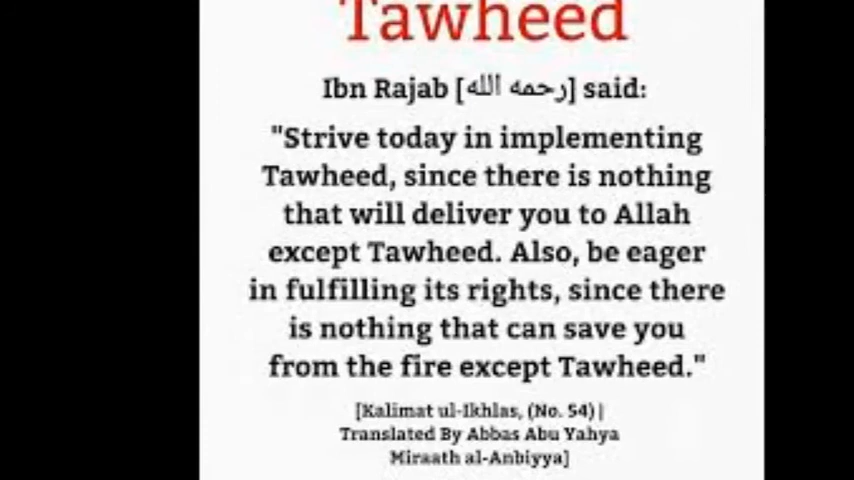 Tawheed
Ibn Rajab [رحمه الله] said:
"Strive today in implementing
Tawheed, since there is nothing
that will deliver you to Allah
except Tawheed. Also, be eager
in fulfilling its rights, since there
is nothing that can save you
from the fire except Tawheed."
[Kalimat ul-Ikhlas, (No. 54) |
Translated By Abbas Abu Yahya
Miraath al-Anbiyya]